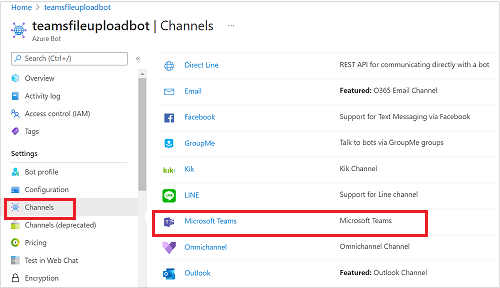 Home > teamsfileuploadbot
teamsfileuploadbot | Channels ...
Azure Bot
Search (Ctrl+/) «
Overview
Activity log
Access control (IAM)
Tags
Settings
Bot profile
Configuration
Channels
Channels (deprecated)
Pricing
Test in Web Chat
Encryption
Direct Line REST API for communicating directly with a bot
Email Featured: O365 Email Channel
Facebook Support for Text Messaging via Facebook
GroupMe Talk to bots via GroupMe groups
kik Kik Kik Channel
LINE LINE Support for Line channel
Microsoft Teams Microsoft Teams
Omnichannel Omnichannel Channel
Outlook Featured: Outlook Channel